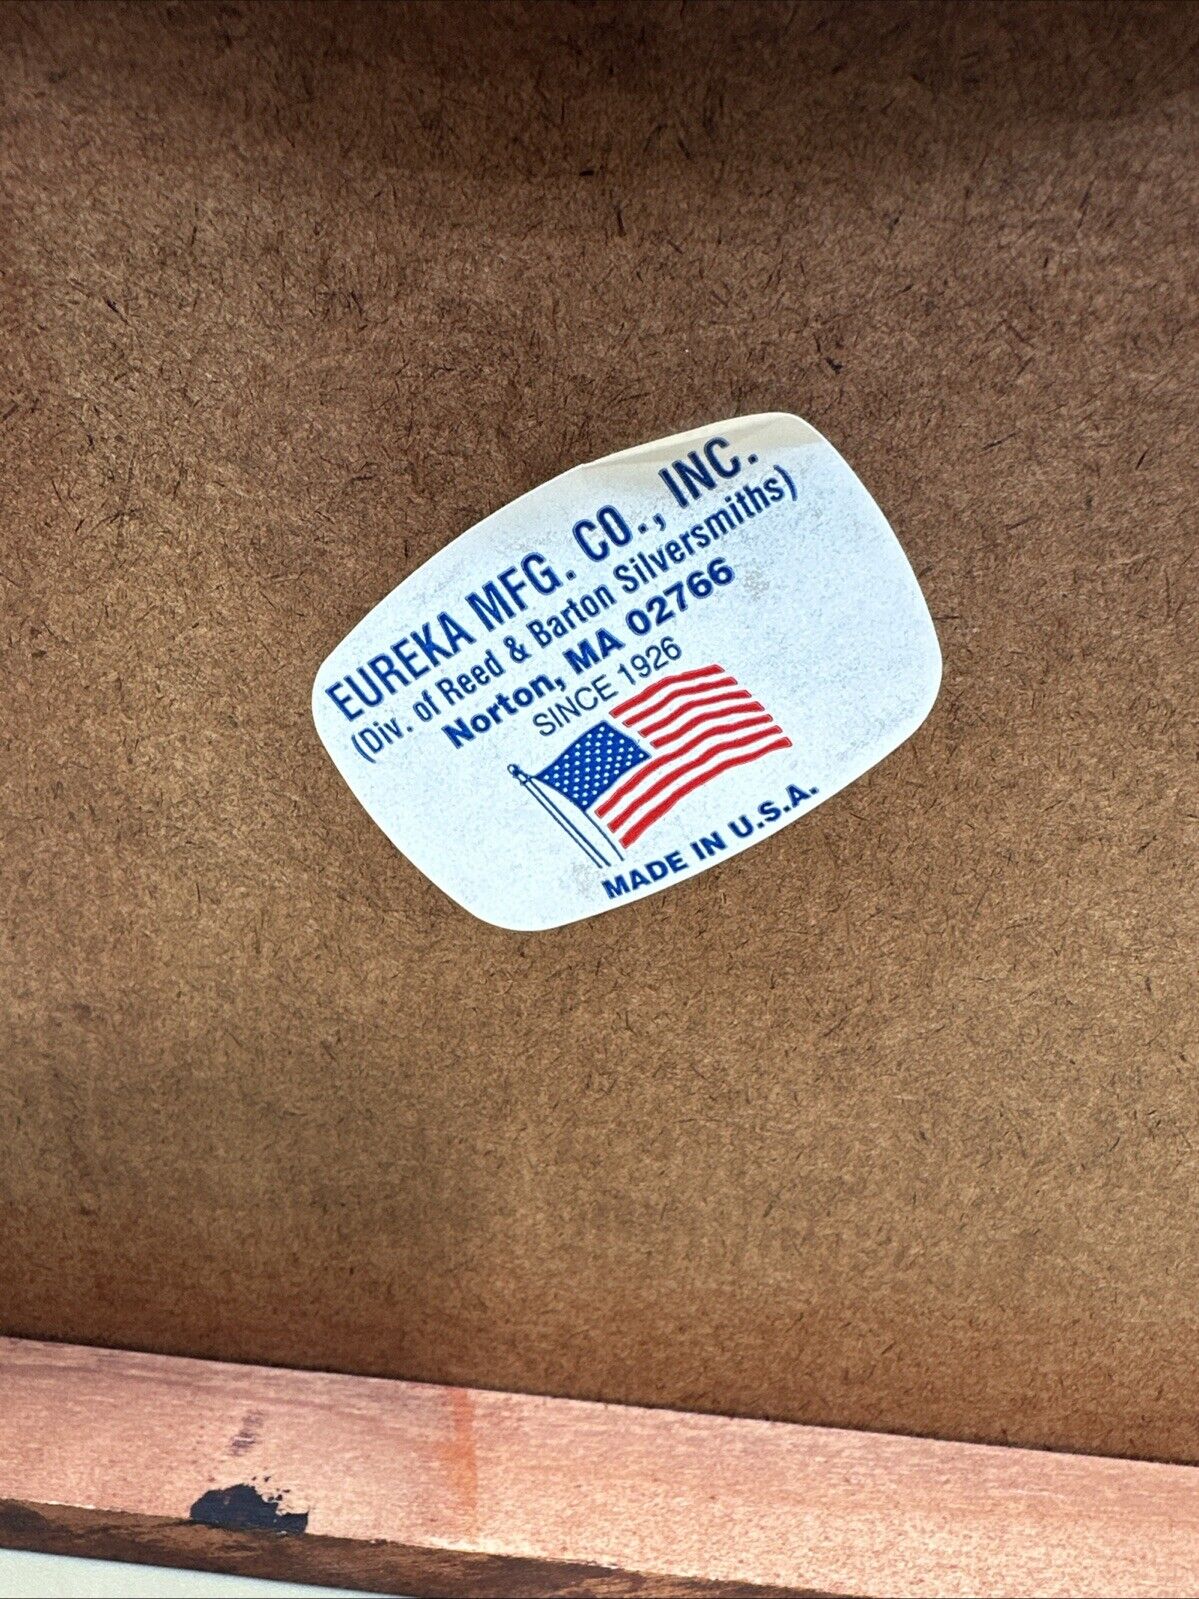 EUREKA MFG. CO., INC.
(Div. of Reed & Barton Silversmiths)
Norton, MA 02766
SINCE 1926
MADE IN U.S.A.